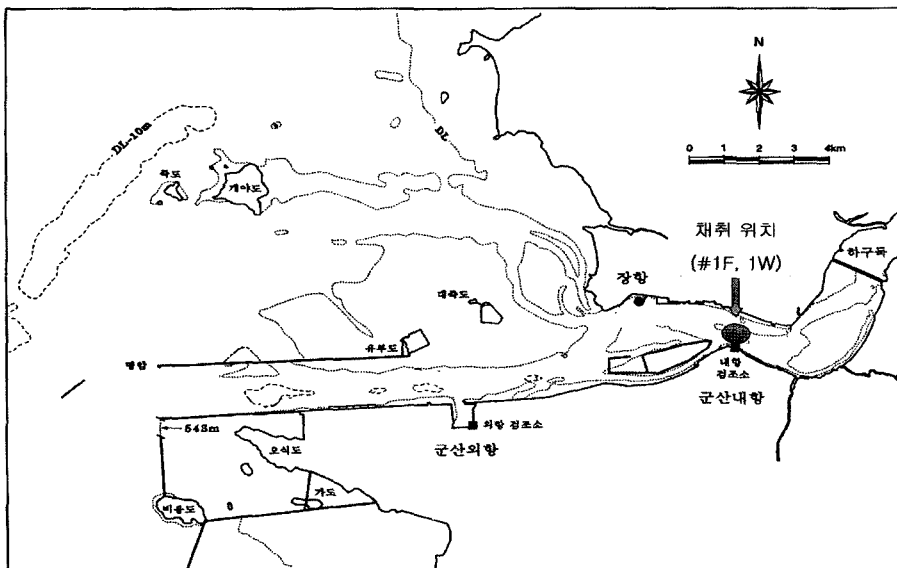 N
0 1 2 3 4km
DL-10m
DL
죽도
개야도
채취 위치
(#1F, 1W)
하구둑
장항
대죽도
유부도
내항
검조소
군산내항
외항 검조소
군산외항
543m
오식도
가도
비응도